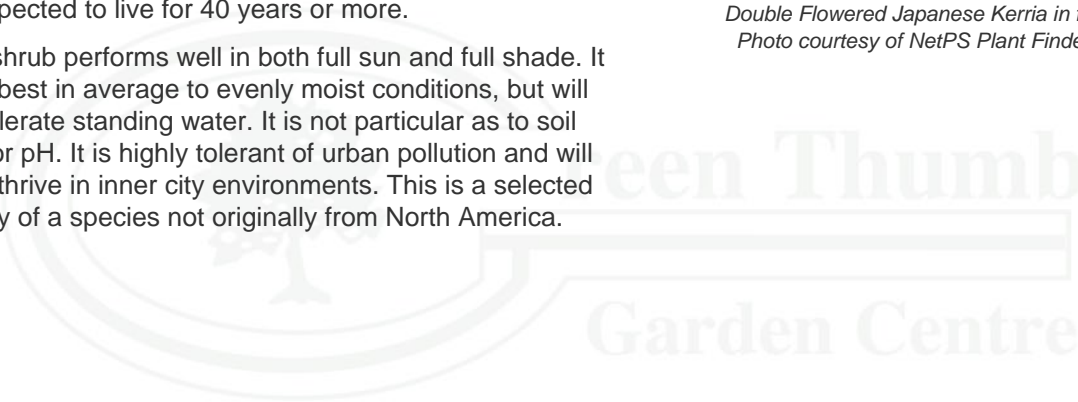 pected to live for 40 years or more.
shrub performs well in both full sun and full shade. It
best in average to evenly moist conditions, but will
lerate standing water. It is not particular as to soil
or pH. It is highly tolerant of urban pollution and will
thrive in inner city environments. This is a selected
y of a species not originally from North America.
Double Flowered Japanese Kerria in f
Photo courtesy of NetPS Plant Finde
een Thumb
Garden Centre